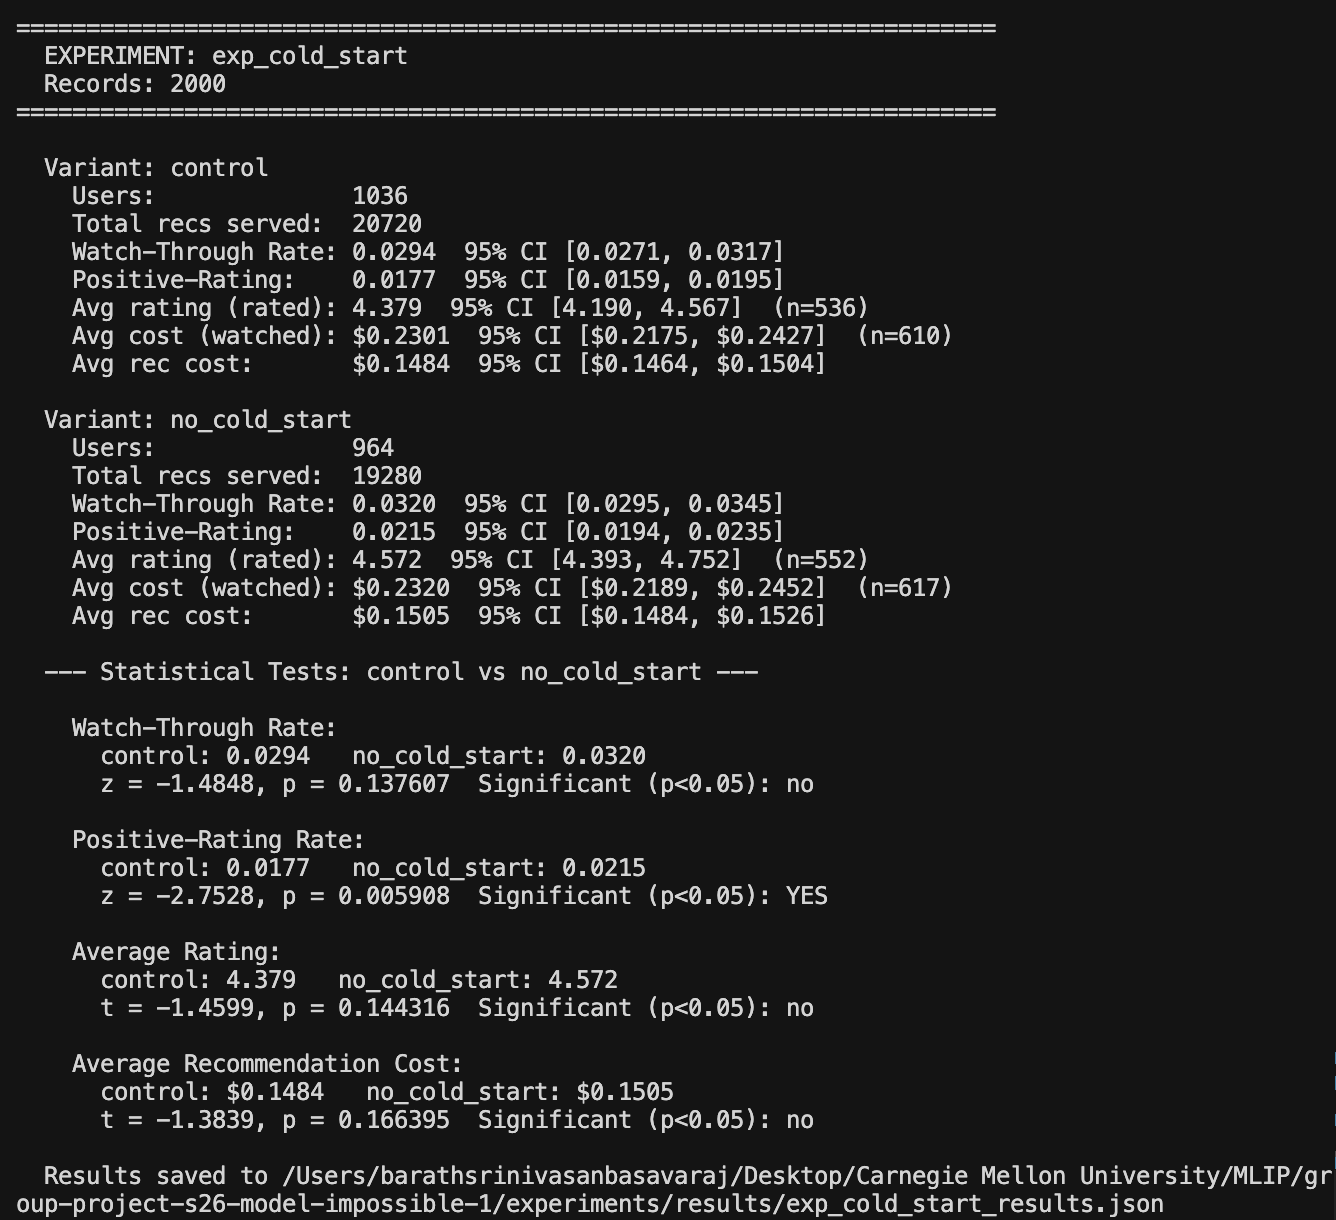 ======================================================================
EXPERIMENT: exp_cold_start
Records: 2000
======================================================================
Variant: control
Users: 1036
Total recs served: 20720
Watch-Through Rate: 0.0294 95% CI [0.0271, 0.0317]
Positive-Rating: 0.0177 95% CI [0.0159, 0.0195]
Avg rating (rated): 4.379 95% CI [4.190, 4.567] (n=536)
Avg cost (watched): $0.2301 95% CI [$0.2175, $0.2427] (n=610)
Avg rec cost: $0.1484 95% CI [$0.1464, $0.1504]
Variant: no_cold_start
Users: 964
Total recs served: 19280
Watch-Through Rate: 0.0320 95% CI [0.0295, 0.0345]
Positive-Rating: 0.0215 95% CI [0.0194, 0.0235]
Avg rating (rated): 4.572 95% CI [4.393, 4.752] (n=552)
Avg cost (watched): $0.2320 95% CI [$0.2189, $0.2452] (n=617)
Avg rec cost: $0.1505 95% CI [$0.1484, $0.1526]
--- Statistical Tests: control vs no_cold_start ---
Watch-Through Rate:
control: 0.0294 no_cold_start: 0.0320
z = -1.4848, p = 0.137607 Significant (p<0.05): no
Positive-Rating Rate:
control: 0.0177 no_cold_start: 0.0215
z = -2.7528, p = 0.005908 Significant (p<0.05): YES
Average Rating:
control: 4.379 no_cold_start: 4.572
t = -1.4599, p = 0.144316 Significant (p<0.05): no
Average Recommendation Cost:
control: $0.1484 no_cold_start: $0.1505
t = -1.3839, p = 0.166395 Significant (p<0.05): no
Results saved to /Users/barathsrinivasanbasavaraj/Desktop/Carnegie Mellon University/MLIP/gr
oup-project-s26-model-impossible-1/experiments/results/exp_cold_start_results.json